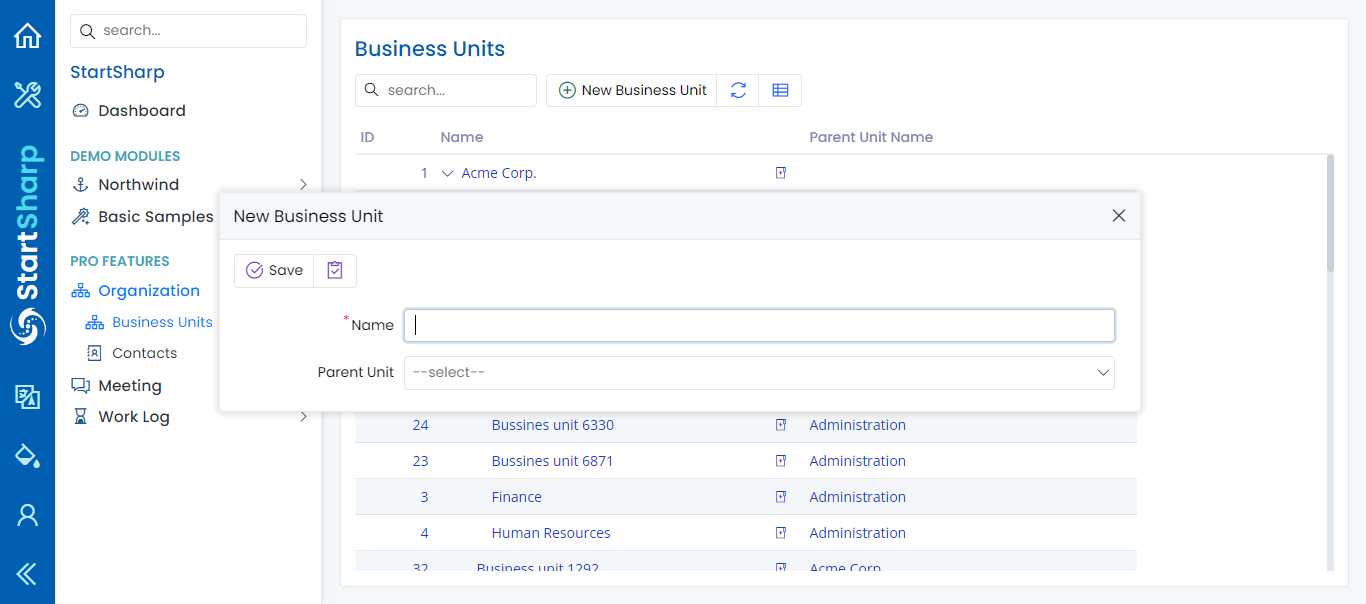 search...
StartSharp
Dashboard
DEMO MODULES
Northwind
Basic Samples
PRO FEATURES
Organization
Business Units
Contacts
Meeting
Work Log
StartSharp
Business Units
search...
New Business Unit
ID Name Parent Unit Name
1 Acme Corp.
New Business Unit
Save
* Name
Parent Unit --select--
24 Bussines unit 6330 Administration
23 Bussines unit 6871 Administration
3 Finance Administration
4 Human Resources Administration
32 Business unit 1292 Acme Corp.